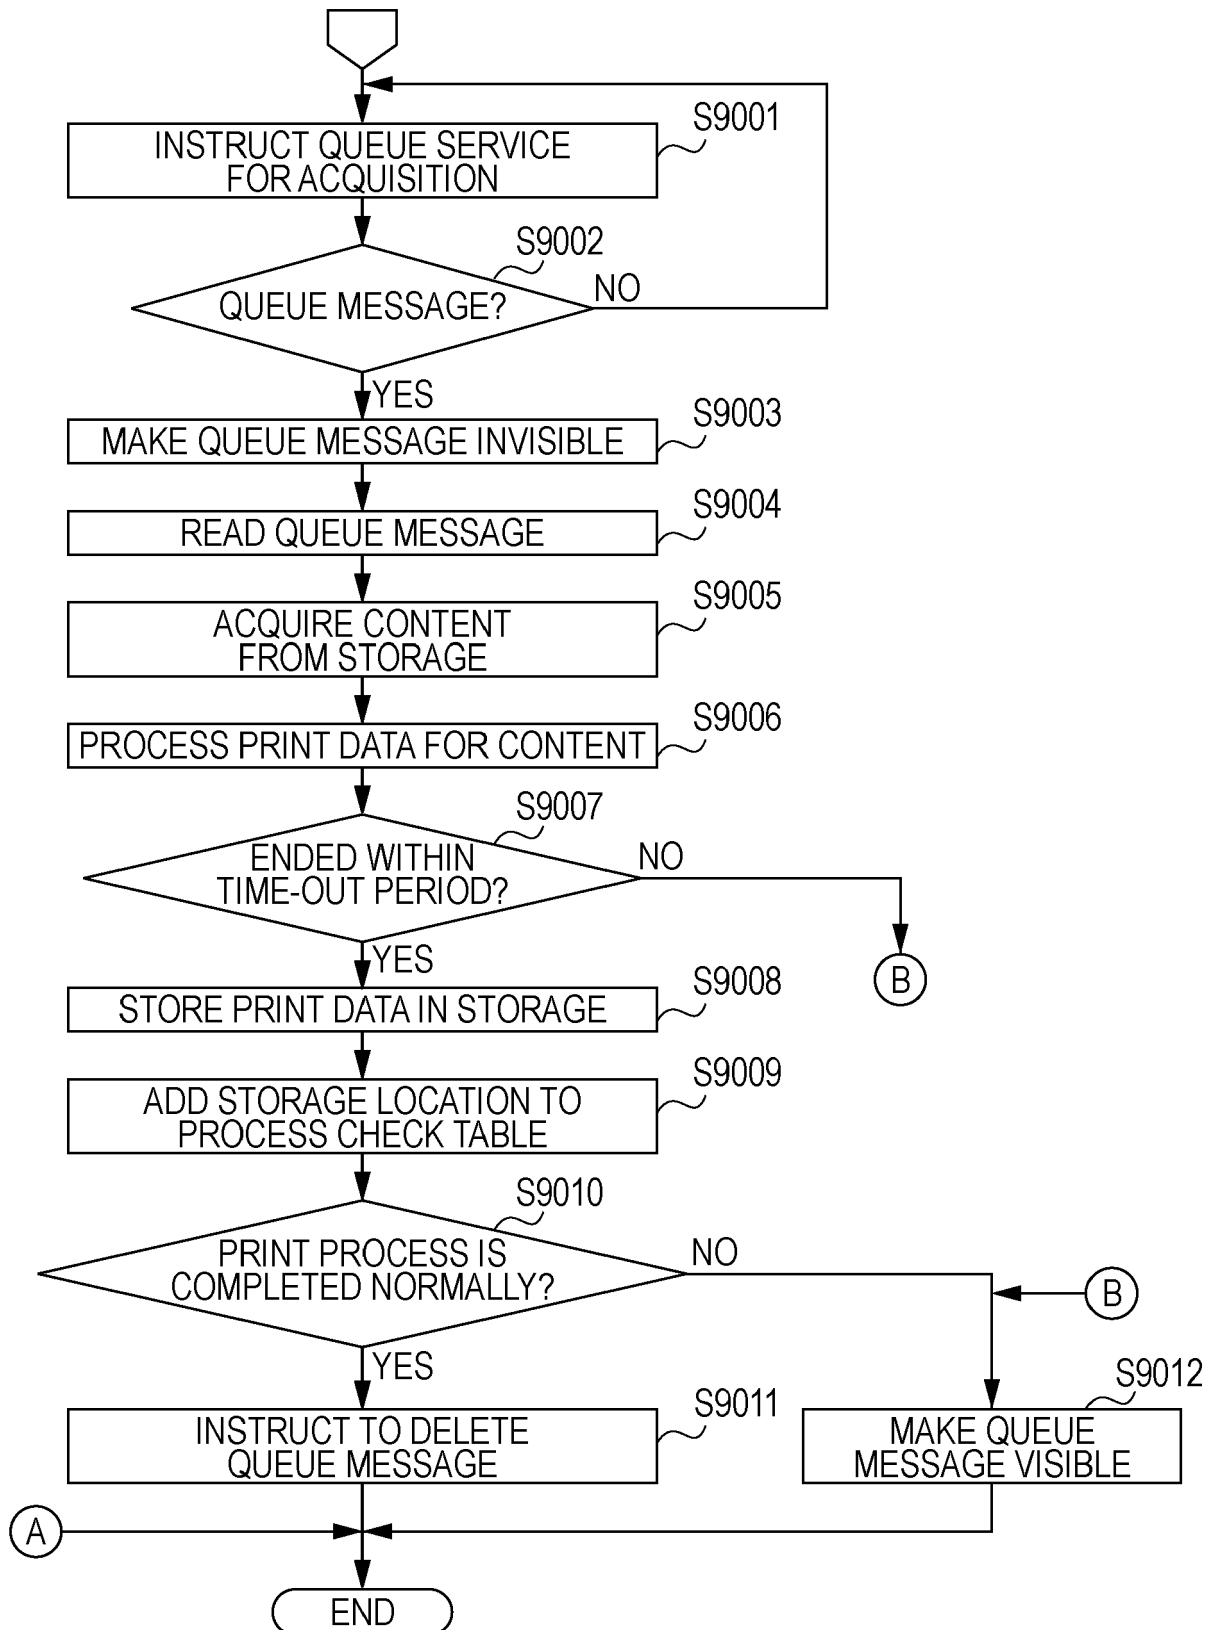 S9001
INSTRUCT QUEUE SERVICE
FOR ACQUISITION
S9002
QUEUE MESSAGE?
NO
YES
S9003
MAKE QUEUE MESSAGE INVISIBLE
S9004
READ QUEUE MESSAGE
S9005
ACQUIRE CONTENT
FROM STORAGE
S9006
PROCESS PRINT DATA FOR CONTENT
S9007
ENDED WITHIN
TIME-OUT PERIOD?
NO
YES
B
S9008
STORE PRINT DATA IN STORAGE
S9009
ADD STORAGE LOCATION TO
PROCESS CHECK TABLE
S9010
PRINT PROCESS IS
COMPLETED NORMALLY?
NO
B
YES
S9011
INSTRUCT TO DELETE
QUEUE MESSAGE
S9012
MAKE QUEUE
MESSAGE VISIBLE
A
END